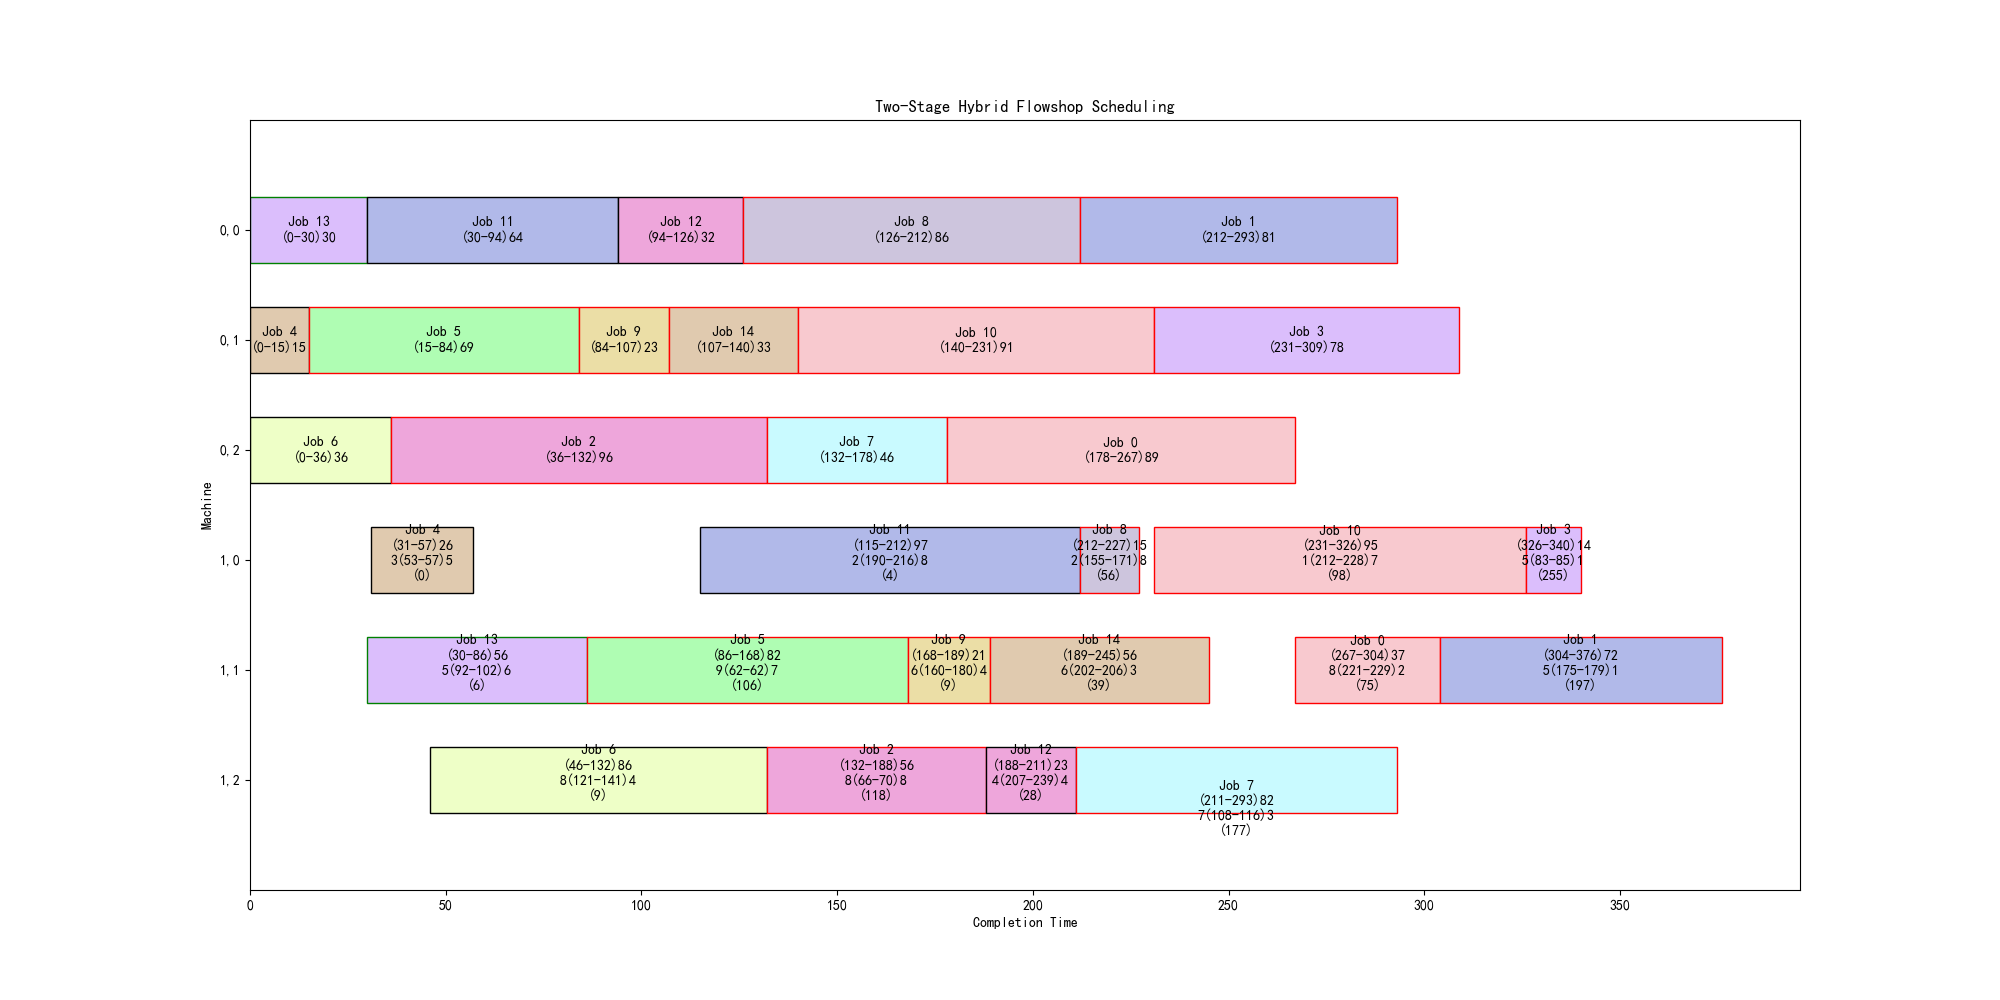 Two-Stage Hybrid Flowshop Scheduling
Machine
0,0
Job 13
(0-30)30
Job 11
(30-94)64
Job 12
(94-126)32
Job 8
(126-212)86
Job 1
(212-293)81
0,1
Job 4
(0-15)15
Job 5
(15-84)69
Job 9
(84-107)23
Job 14
(107-140)33
Job 10
(140-231)91
Job 3
(231-309)78
0,2
Job 6
(0-36)36
Job 2
(36-132)96
Job 7
(132-178)46
Job 0
(178-267)89
1,0
Job 4
(31-57)26
3(53-57)5
(0)
Job 11
(115-212)97
2(190-216)8
(4)
Job 8
(212-227)15
2(155-171)8
(56)
Job 10
(231-326)95
1(212-228)7
(98)
Job 3
(326-340)14
5(83-85)1
(255)
1,1
Job 13
(30-86)56
5(92-102)6
(6)
Job 5
(86-168)82
9(62-62)7
(106)
Job 9
(168-189)21
6(160-180)4
(9)
Job 14
(189-245)56
6(202-206)3
(39)
Job 0
(267-304)37
8(221-229)2
(75)
Job 1
(304-376)72
5(175-179)1
(197)
1,2
Job 6
(46-132)86
8(121-141)4
(9)
Job 2
(132-188)56
8(66-70)8
(118)
Job 12
(188-211)23
4(207-239)4
(28)
Job 7
(211-293)82
7(108-116)3
(177)
0 50 100 150 200 250 300 350
Completion Time